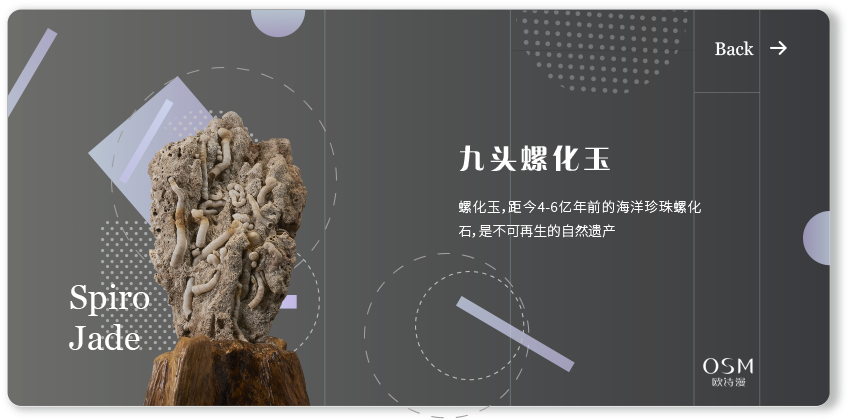 Back
九头螺化玉
螺化玉,距今4-6亿年前的海洋珍珠螺化
石,是不可再生的自然遗产
Spiro
Jade
OSM
欧诗漫